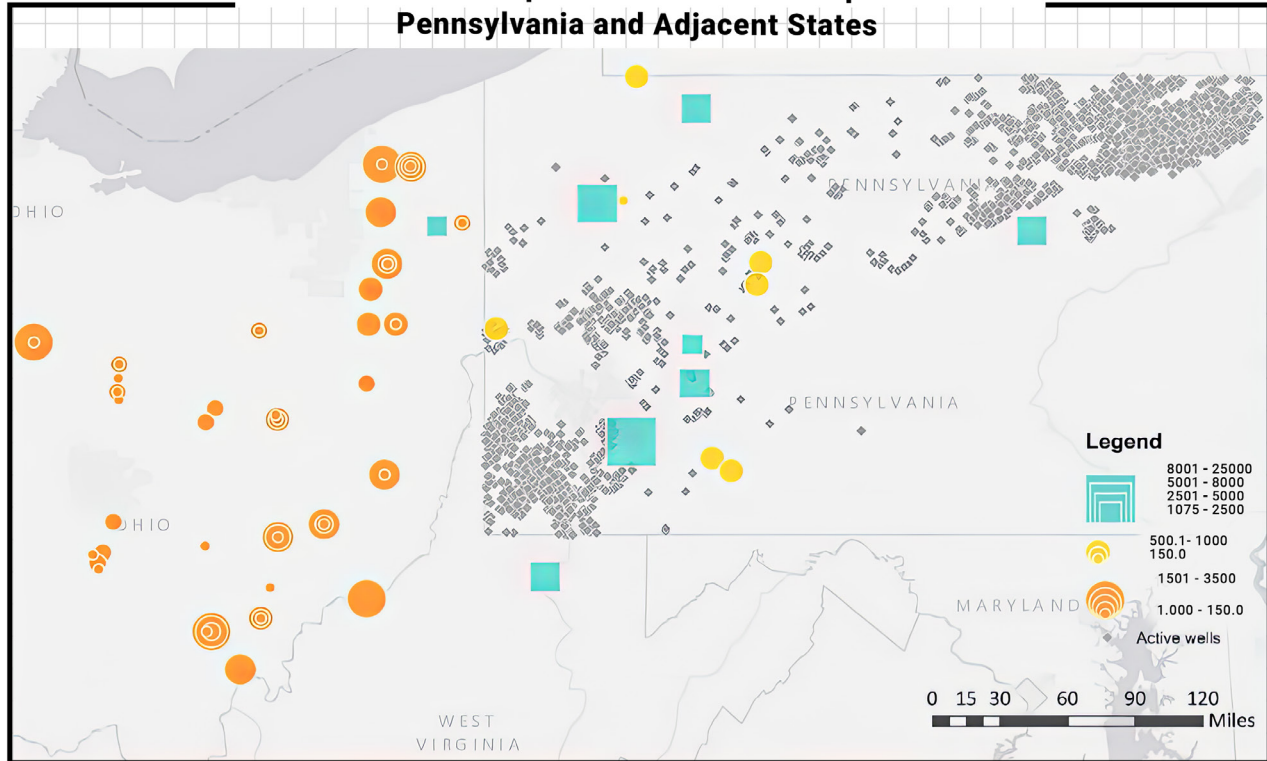 Pennsylvania and Adjacent States
OHIO
PENNSYLVANIA
PENNSYLVANIA
OHIO
MARYLAND
WEST
VIRGINIA
Legend
8001 - 25000
5001 - 8000
2501 - 5000
1075 - 2500
500.1- 1000
150.0
1501 - 3500
1.000 - 150.0
Active wells
0 15 30 60 90 120
Miles